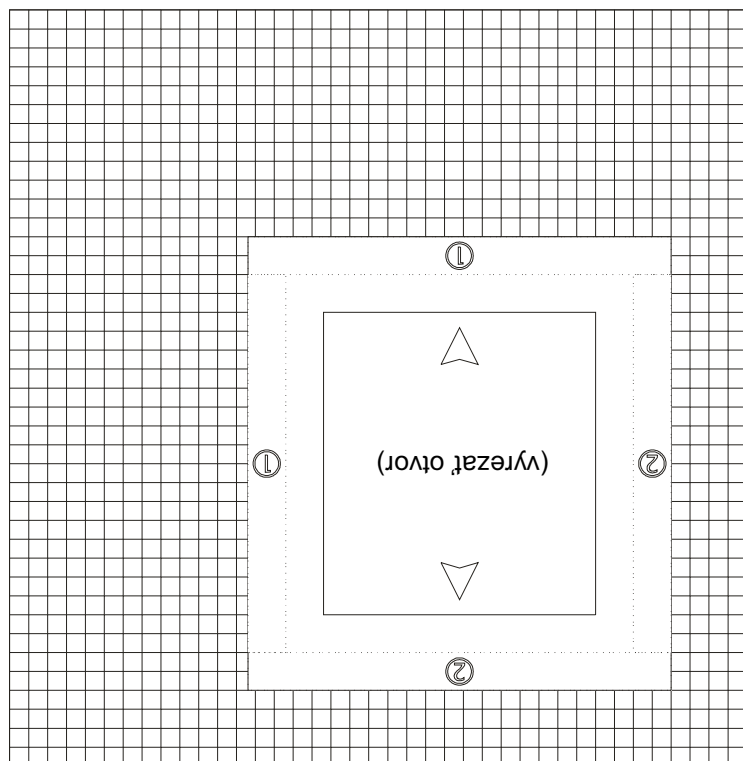 ②
② (vyrezať otvor) ①
①